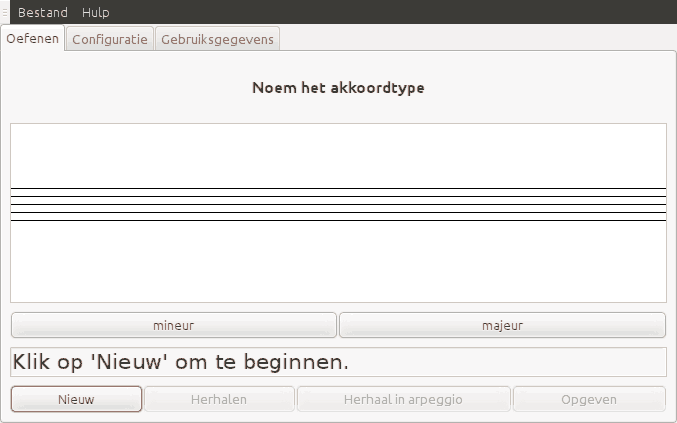 Bestand Hulp
Oefenen Configuratie Gebruiksgegevens
Noem het akkoordtype
mineur majeur
Klik op 'Nieuw' om te beginnen.
Nieuw Herhalen Herhaal in arpeggio Opgeven